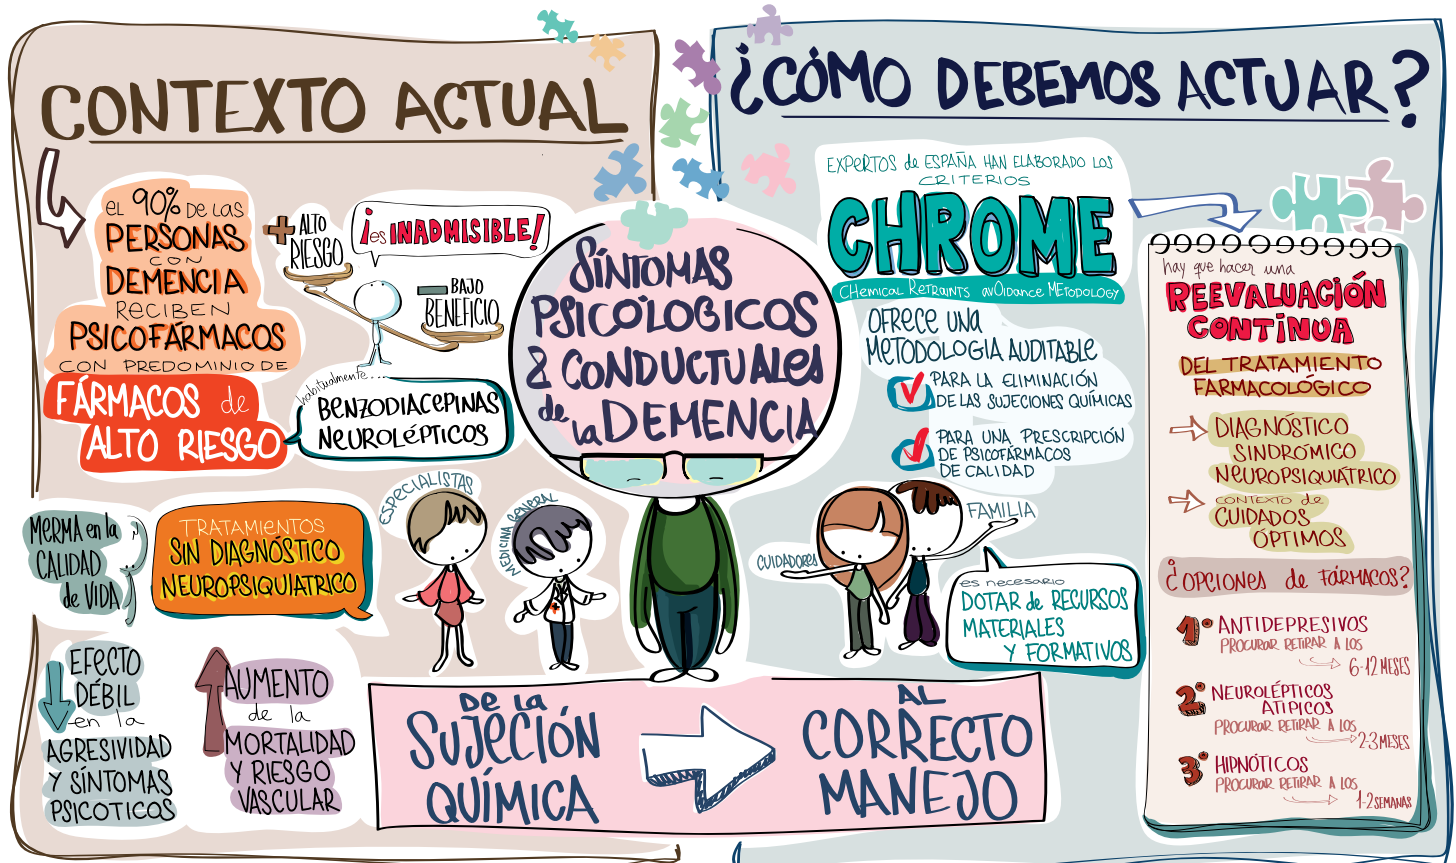 CONTEXTO ACTUAL
EL 90% DE LAS
PERSONAS
CON
DEMENCIA
RECIBEN
PSICOFÁRMACOS
CON PREDOMINIO DE
FÁRMACOS de
ALTO RIESGO
+ ALTO
RIESGO
¡es INADMISIBLE!
- BAJO
BENEFICIO
habitualmente...
BENZODIACEPINAS
NEUROLÉPTICOS
MERMA en la
CALIDAD
de VIDA
TRATAMIENTOS
SIN DIAGNÓSTICO
NEUROPSIQUIATRICO
EFECTO
DÉBIL
en la
AGRESIVIDAD
Y SÍNTOMAS
PSICOTICOS
AUMENTO
de la
MORTALIDAD
Y RIESGO
VASCULAR
ESPECIALISTAS
MEDICINA GENERAL
SÍNTOMAS
PSICOLOGICOS
& CONDUCTUALES
de
la DEMENCIA
DE LA
SUJECIÓN
QUÍMICA
AL
CORRECTO
MANEJO
¿CÓMO DEBEMOS ACTUAR?
EXPERTOS de ESPAÑA HAN ELABORADO LOS
CRITERIOS
CHROME
CHemical RetRaints avOidance METodology
OFRECE UNA
METODOLOGIA AUDITABLE
PARA LA ELIMINACIÓN
DE LAS SUJECIONES QUÍMICAS
PARA UNA PRESCRIPCIÓN
DE PSICOFÁRMACOS
DE CALIDAD
CUIDADORES
FAMILIA
es necesario
DOTAR de RECURSOS
MATERIALES
Y FORMATIVOS
hay que hacer una
REEVALUACIÓN
CONTINUA
DEL TRATAMIENTO
FARMACOLÓGICO
DIAGNÓSTICO
SINDRÓMICO
NEUROPSIQUIÁTRICO
CONTEXTO de
CUIDADOS
ÓPTIMOS
¿OPCIONES de FÁRMACOS?
1º ANTIDEPRESIVOS
PROCURAR RETIRAR A LOS
6-12 MESES
2º NEUROLÉPTICOS
ATIPICOS
PROCURAR RETIRAR A LOS
2-3 MESES
3º HIPNÓTICOS
PROCURAR RETIRAR A LOS
1-2 SEMANAS